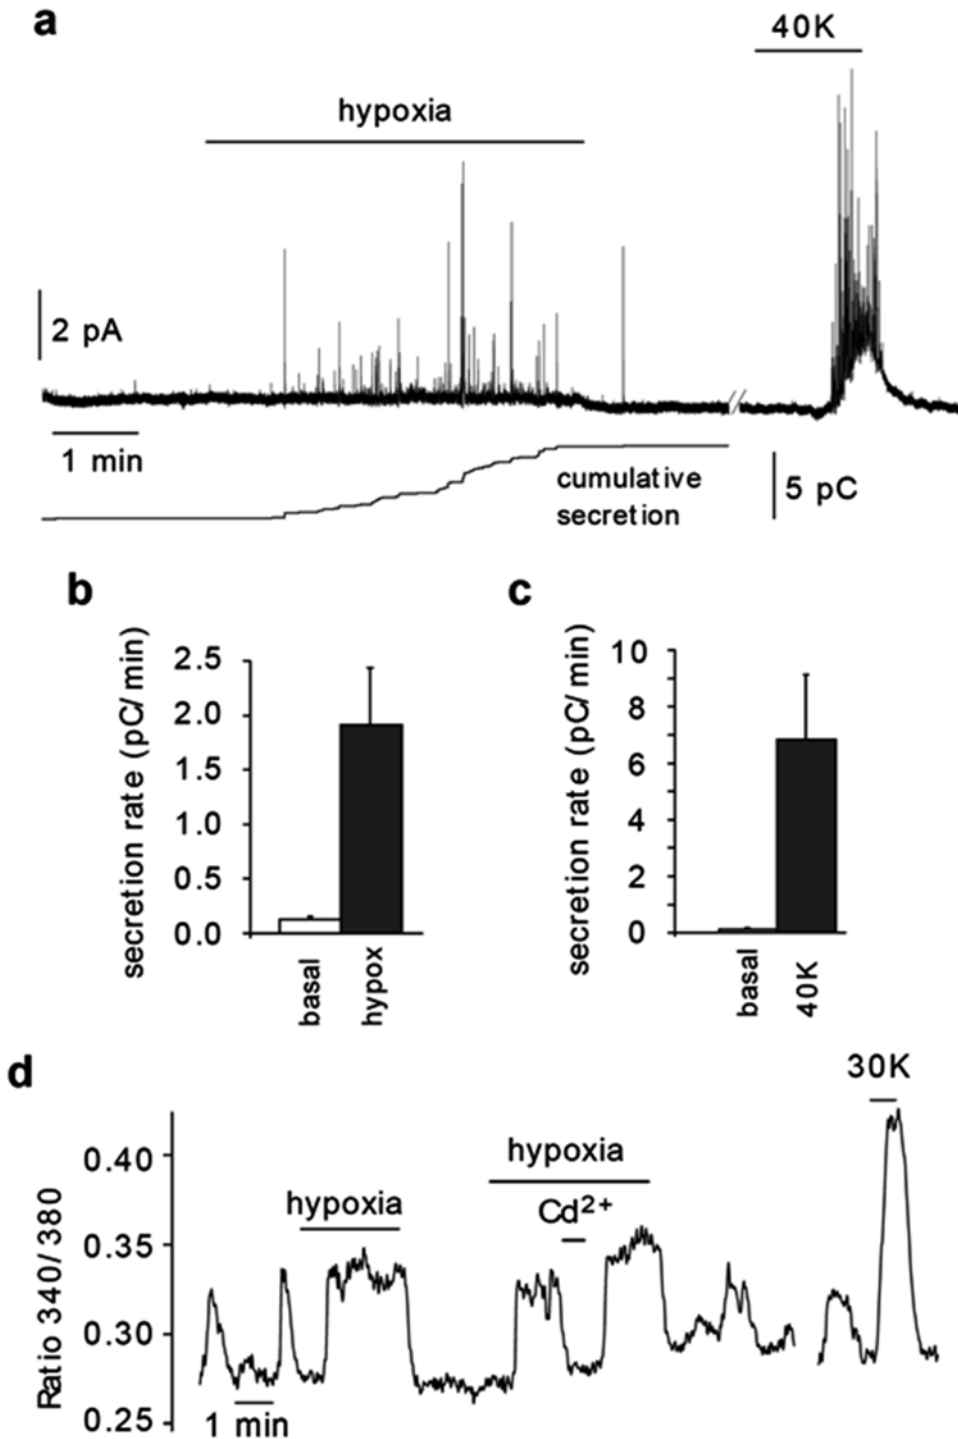 a
40K
hypoxia
2 pA
1 min
cumulative
secretion
5 pC
b
secretion rate (pC/min)
2.5
2.0
1.5
1.0
0.5
0.0
basal
hypox
c
secretion rate (pC/min)
10
8
6
4
2
0
basal
40K
d
30K
hypoxia
hypoxia
Cd²⁺
Ratio 340/380
0.40
0.35
0.30
0.25
1 min